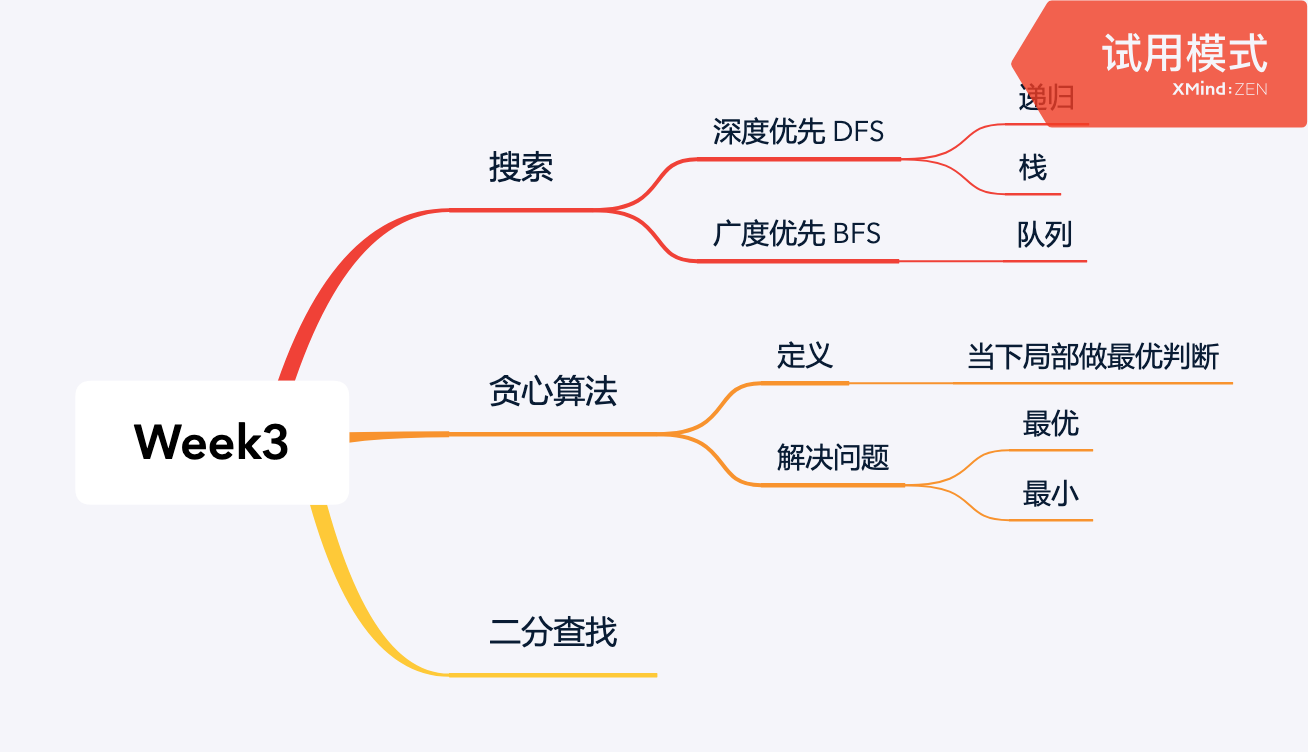 试用模式
XMind:ZEN
递归
深度优先 DFS
搜索
栈
广度优先 BFS
队列
定义
当下局部做最优判断
贪心算法
最优
Week3
解决问题
最小
二分查找